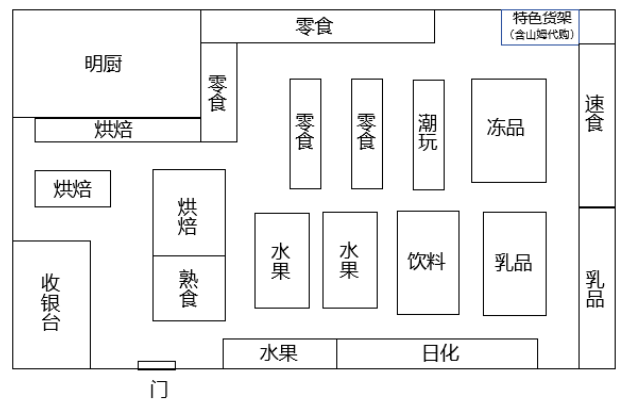 特色货架
(含山姆代购)
零食
明厨
零食
速食
烘焙
零食
零食
潮玩
冻品
烘焙
烘焙
水果
水果
饮料
乳品
熟食
收银台
乳品
水果
日化
门